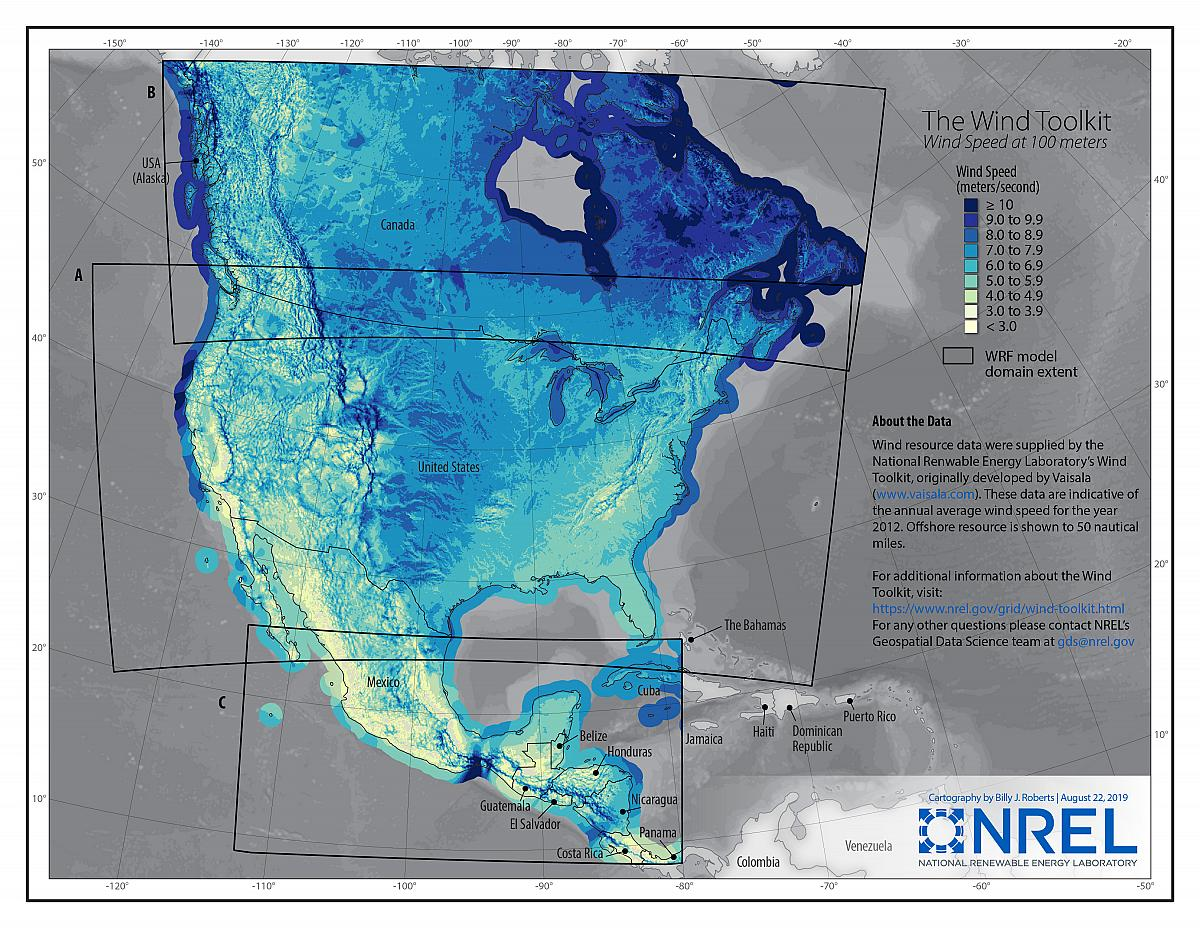 -150° -140° -130° -120° -110° -100° -90° -80° -70° -60° -50° -40° -30° -20°
B
The Wind Toolkit
Wind Speed at 100 meters
50°
USA
(Alaska)
40°
Wind Speed
(meters/second)
≥ 10
9.0 to 9.9
8.0 to 8.9
7.0 to 7.9
6.0 to 6.9
5.0 to 5.9
4.0 to 4.9
3.0 to 3.9
< 3.0
Canada
A
40°
WRF model
domain extent
30°
About the Data
Wind resource data were supplied by the
National Renwable Energy Laboratory's Wind
Toolkit, originally developed by Vaisala
(www.vaisala.com). These data are indicative of
the annual average wind speed for the year
2012. Offshore resource is shown to 50 nautical
miles.
United States
30°
20°
For additional information about the Wind
Toolkit, visit:
https://www.nrel.gov/grid/wind-toolkit.html
For any other questions please contact NREL's
Geospatial Data Science team at gds@nrel.gov
The Bahamas
20°
Mexico
Cuba
C
Puerto Rico
Haiti
Dominican
Republic
Jamaica
Belize
10°
Honduras
Guatemala
Nicaragua
El Salvador
10°
Panama
Costa Rica
Colombia
Venezuela
Cartography by Billy J. Roberts | August 22, 2019
NREL
NATIONAL RENEWABLE ENERGY LABORATORY
-120° -110° -100° -90° -80° -70° -60° -50°